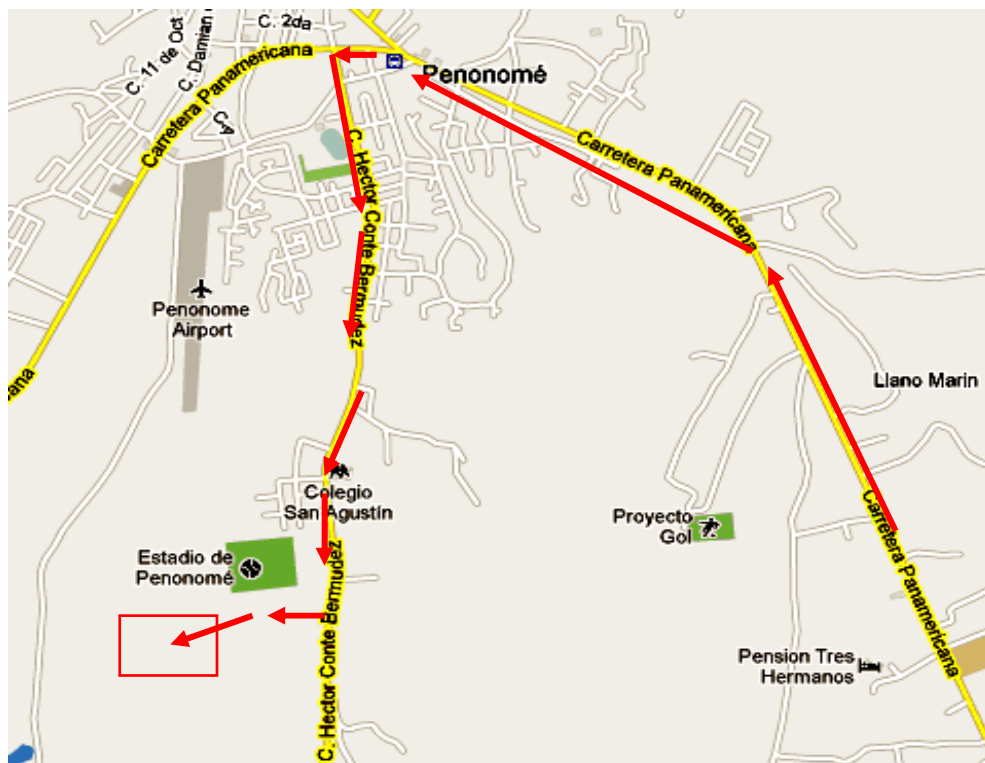 C. 2da
C. 11 de Oct
C. Damian
CA
Carretera Panamericana
Penonomé
Carretera Panamericana
C. Hector Conte Bermudez
Penonome
Airport
ana
Llano Marin
Colegio
San Agustín
Proyecto
Gol
Carretera Panamericana
Estadio de
Penonomé
C. Hector Conte Bermudez
Pension Tres
Hermanos